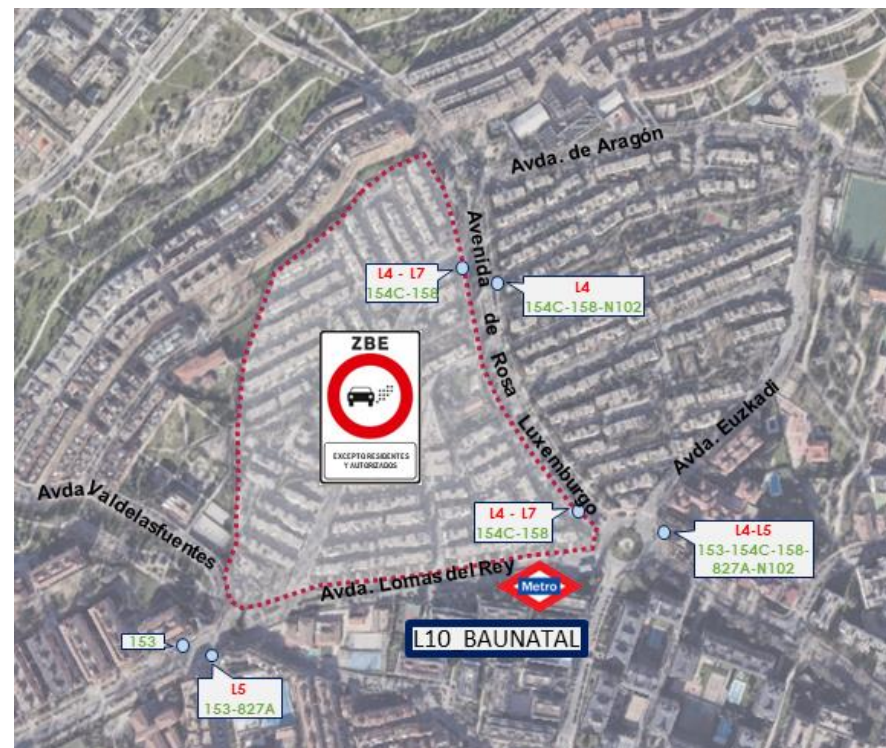 Avda. de Aragón
Avenida de Rosa Luxemburgo
L4 - L7
154C-158
L4
154C-158-N102
ZBE
EXCEPTO RESIDENTES
Y AUTORIZADOS
Avda. Euzkadi
Avda Valdelasfuentes
L4 - L7
154C-158
L4-L5
153-154C-158-
827A-N102
Avda. Lomas del Rey
Metro
L10 BAUNATAL
153
L5
153-827A